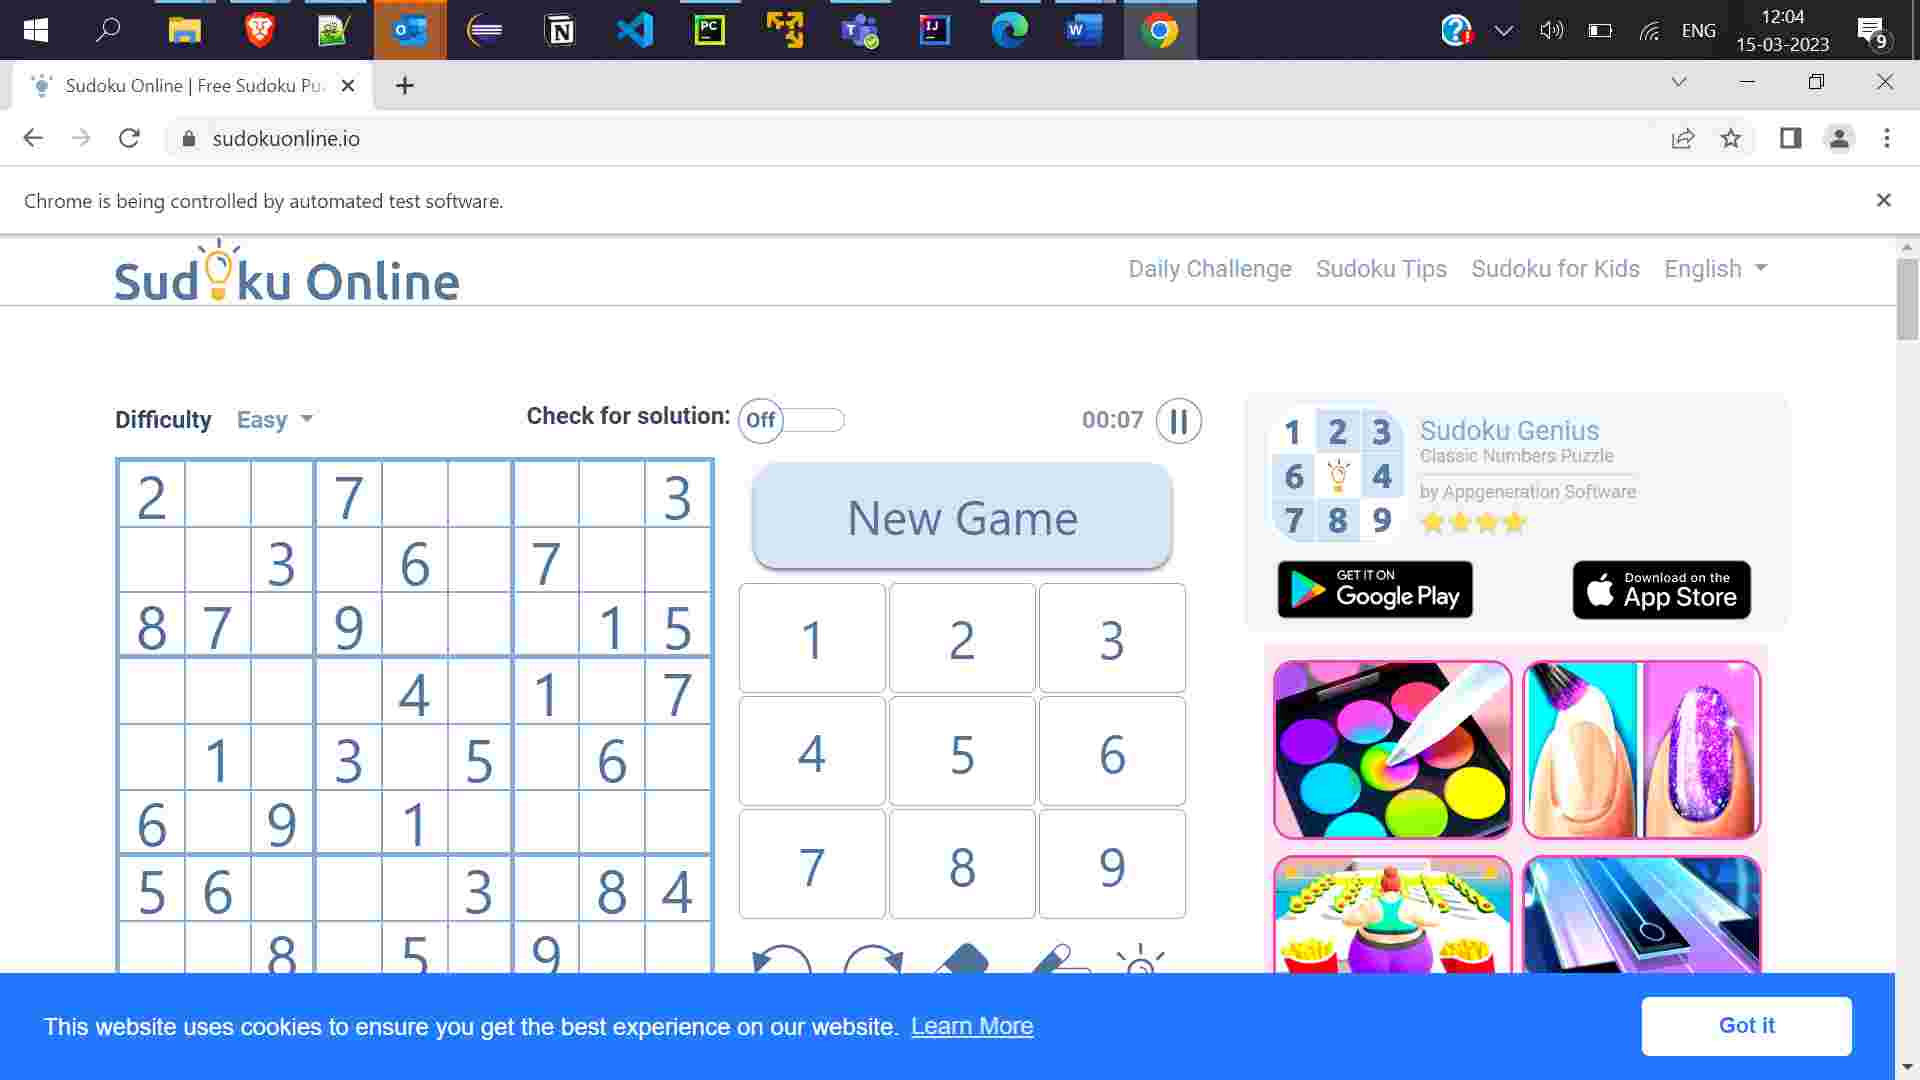 PC
IJ
ENG
12:04
15-03-2023
9
Sudoku Online | Free Sudoku Pu
sudokuonline.io
Chrome is being controlled by automated test software.
Sudoku Online
Daily Challenge Sudoku Tips Sudoku for Kids English
Difficulty Easy
Check for solution: Off
00:07
2 7 3
3 6 7
8 7 9 1 5
4 1 7
1 3 5 6
6 9 1
5 6 3 8 4
8 5 9
New Game
1 2 3
4 5 6
7 8 9
1 2 3
6 4
7 8 9
Sudoku Genius
Classic Numbers Puzzle
by Appgeneration Software
GET IT ON
Google Play
Download on the
App Store
This website uses cookies to ensure you get the best experience on our website. Learn More
Got it